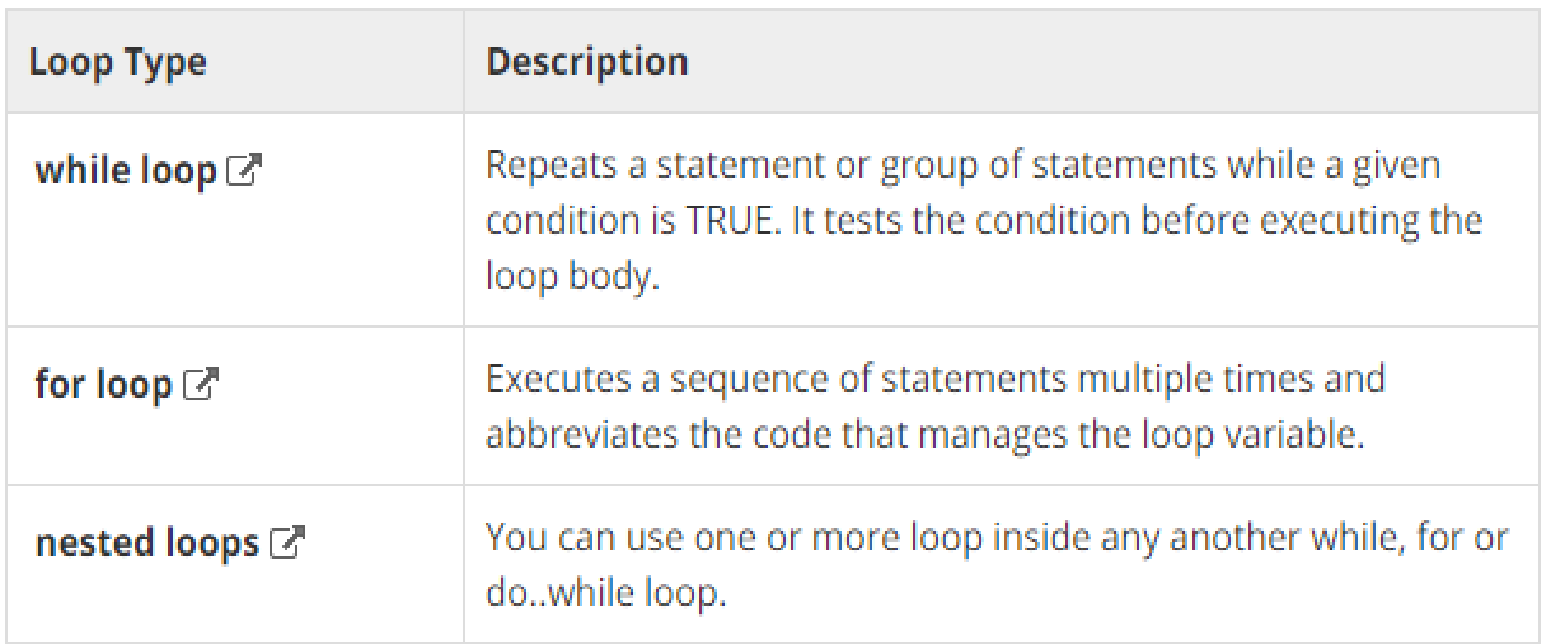 Loop Type
Description
while loop
Repeats a statement or group of statements while a given
condition is TRUE. It tests the condition before executing the
loop body.
for loop
Executes a sequence of statements multiple times and
abbreviates the code that manages the loop variable.
nested loops
You can use one or more loop inside any another while, for or
do..while loop.